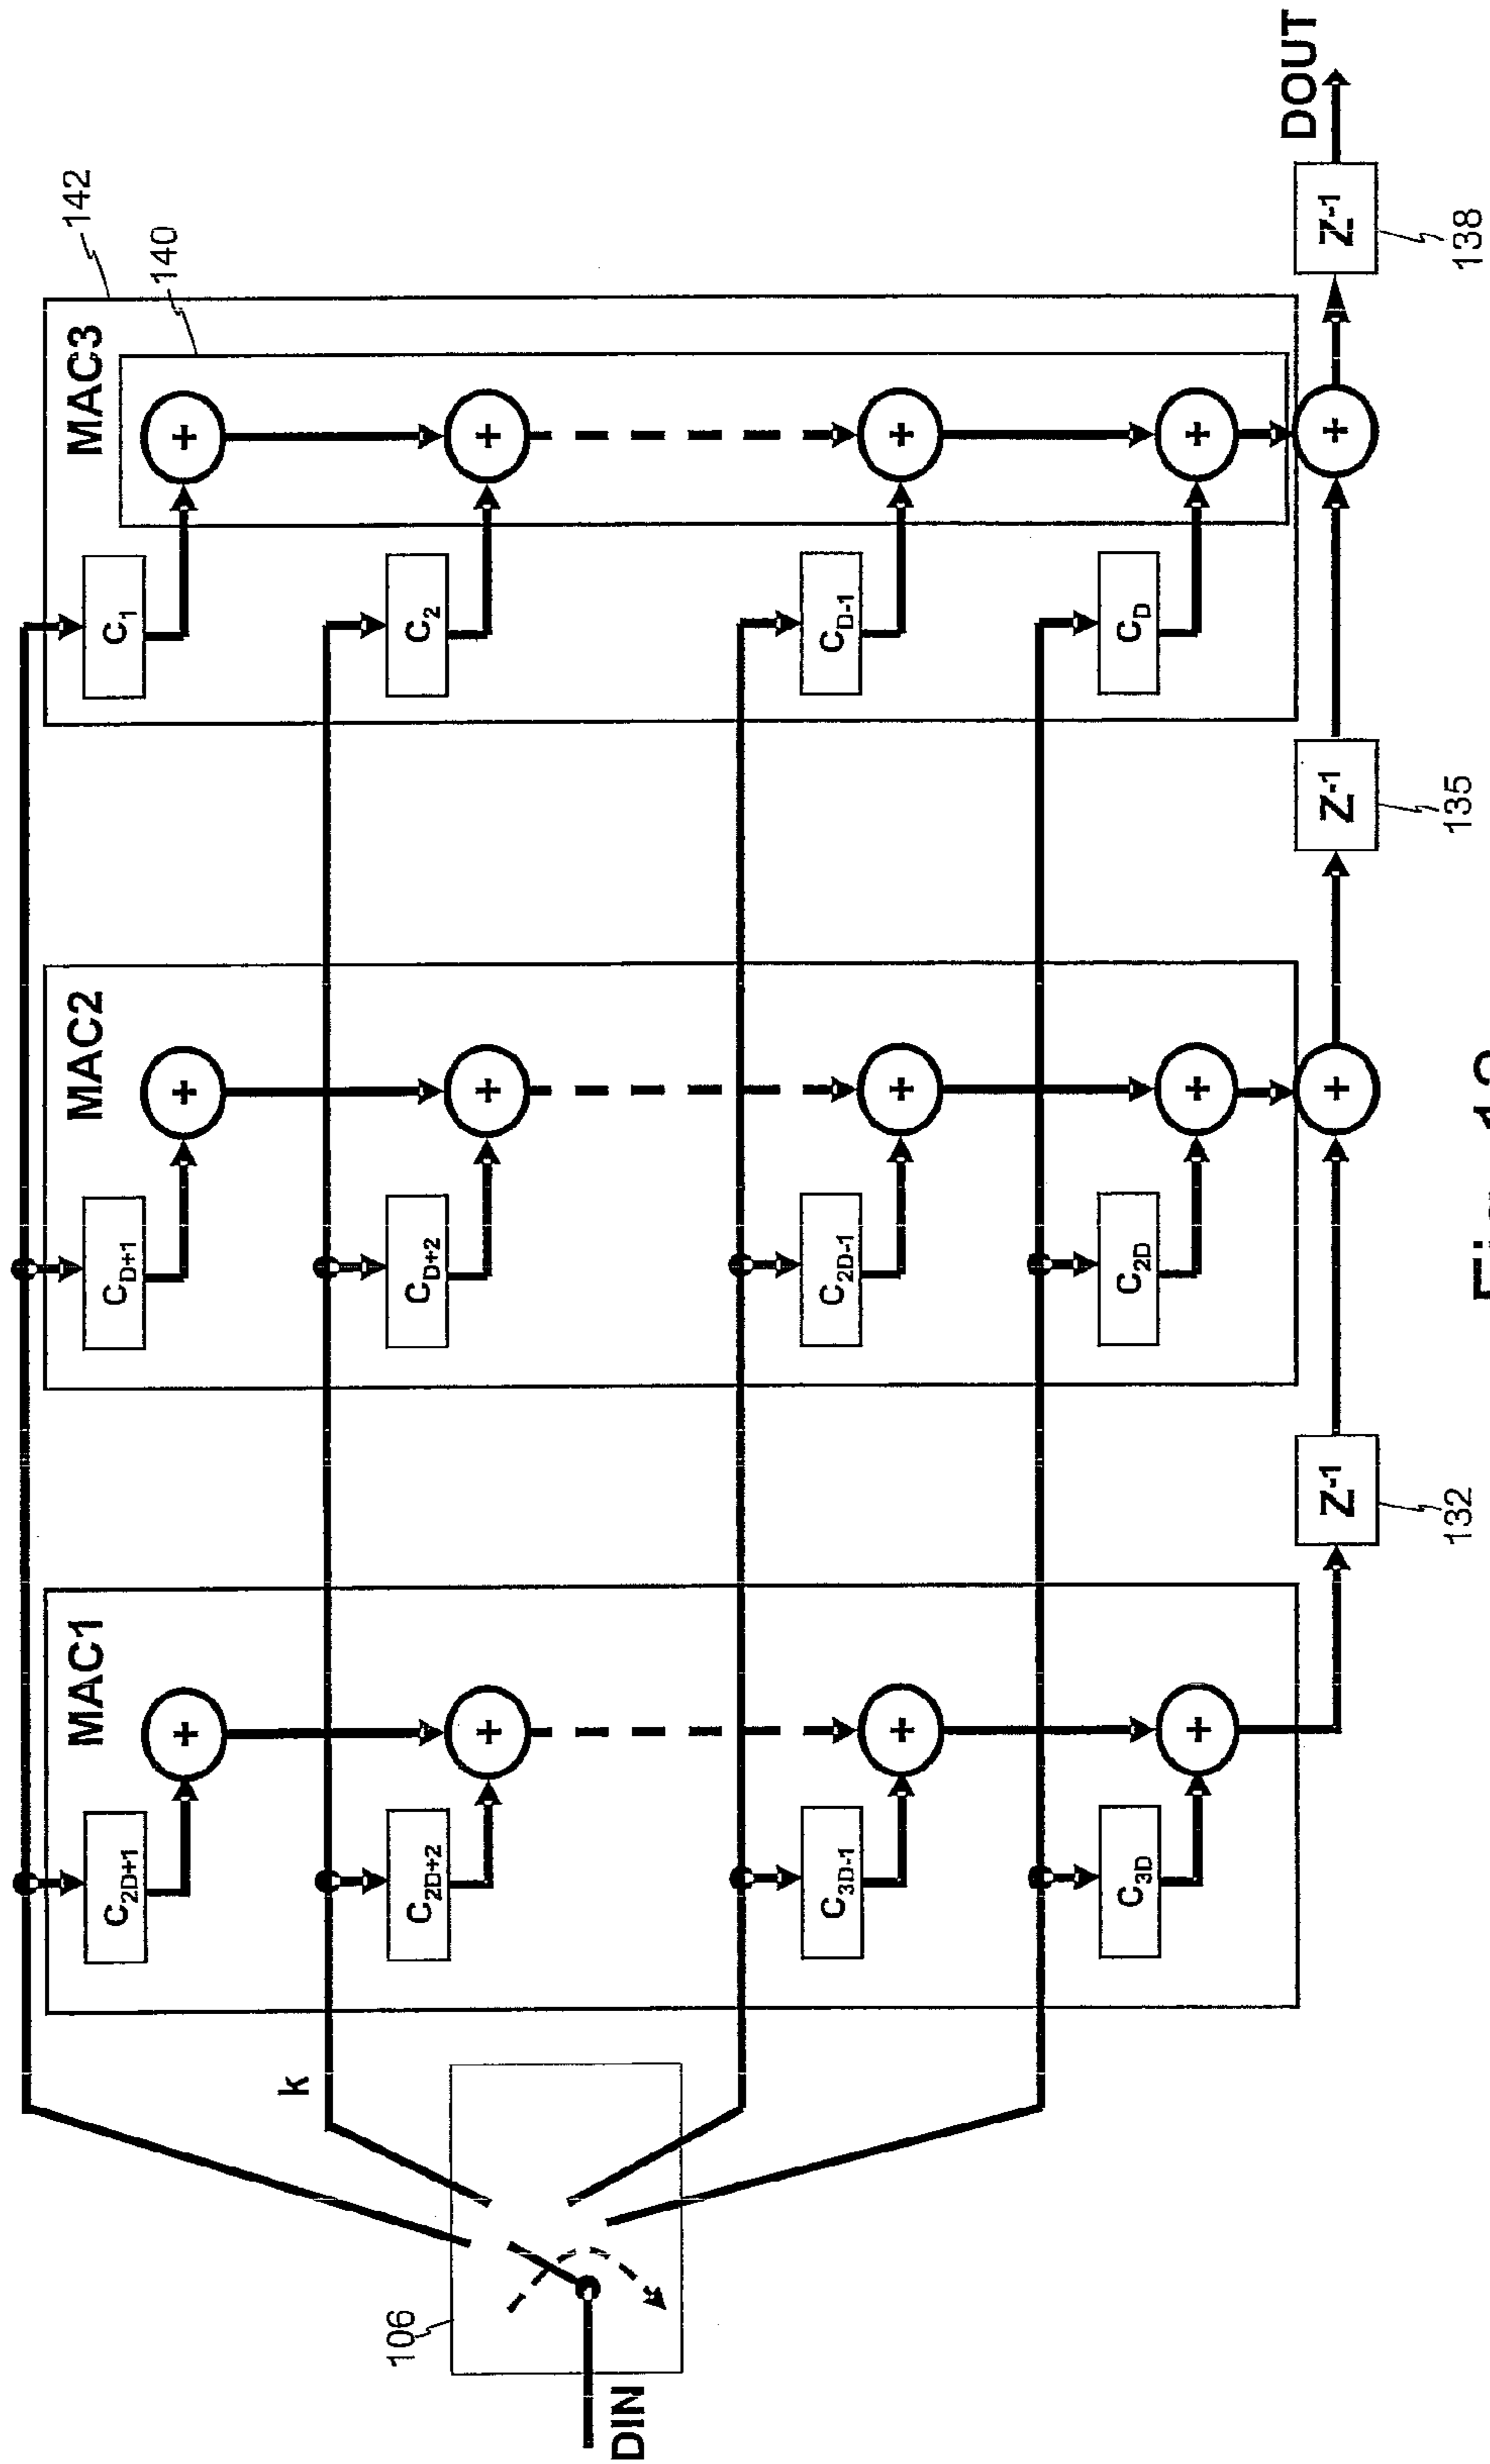 142
140
MAC1
MAC2
MAC3
C2D+1
CD+1
C1
k
C2D+2
CD+2
C2
106
DIN
C3D-1
C2D-1
CD-1
C3D
C2D
CD
DOUT
Z-1
Z-1
Z-1
132
135
138